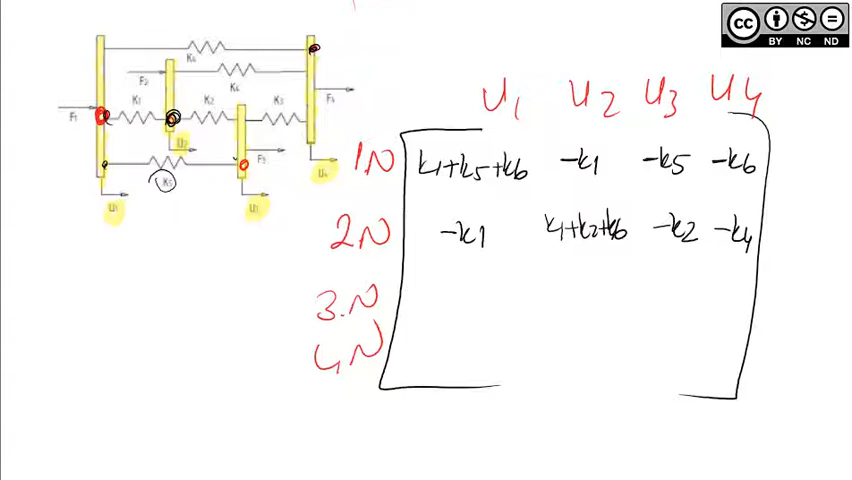 CC BY NC ND
K6
F2 K4
F4
F1 K1 K2 K3
U2
F3
K5
U4
U1 U3
U1 U2 U3 U4
1N k1+k5+k6 -k1 -k5 -k6
2N -k1 k1+k2+k6 -k2 -k4
3.N
4N